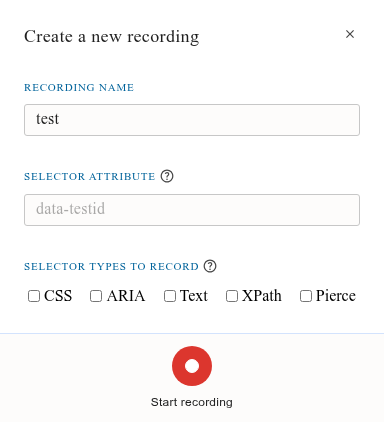 Create a new recording
RECORDING NAME
test
SELECTOR ATTRIBUTE
data-testid
SELECTOR TYPES TO RECORD
CSS ARIA Text XPath Pierce
Start recording